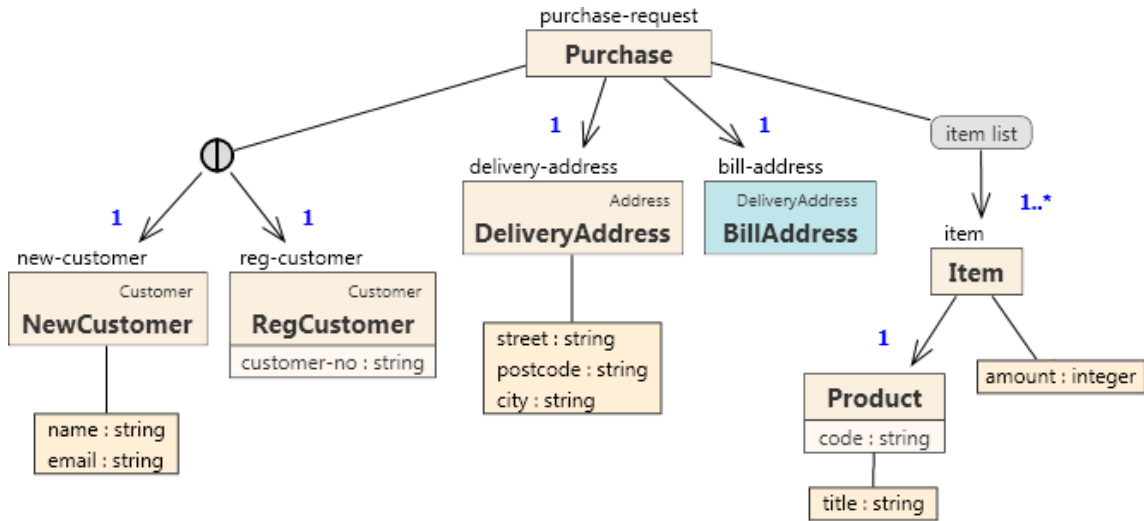 purchase-request
Purchase
item list
1
1
delivery-address
bill-address
Address
DeliveryAddress
DeliveryAddress
BillAddress
1
1
1..*
new-customer
reg-customer
item
Customer
NewCustomer
Customer
RegCustomer
customer-no : string
Item
street : string
postcode : string
city : string
1
Product
code : string
amount : integer
name : string
email : string
title : string